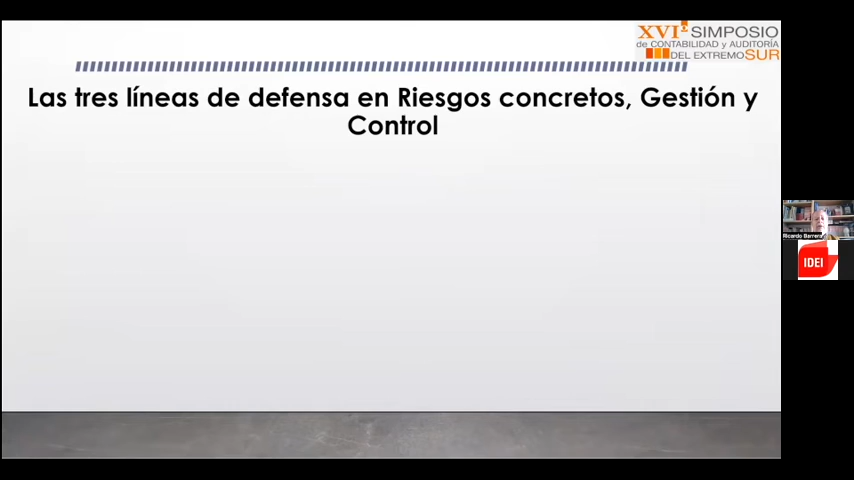 XVI SIMPOSIO
de CONTABILIDAD y AUDITORÍA
DEL EXTREMO SUR
Las tres líneas de defensa en Riesgos concretos, Gestión y
Control
Ricardo Barrera
IDEI